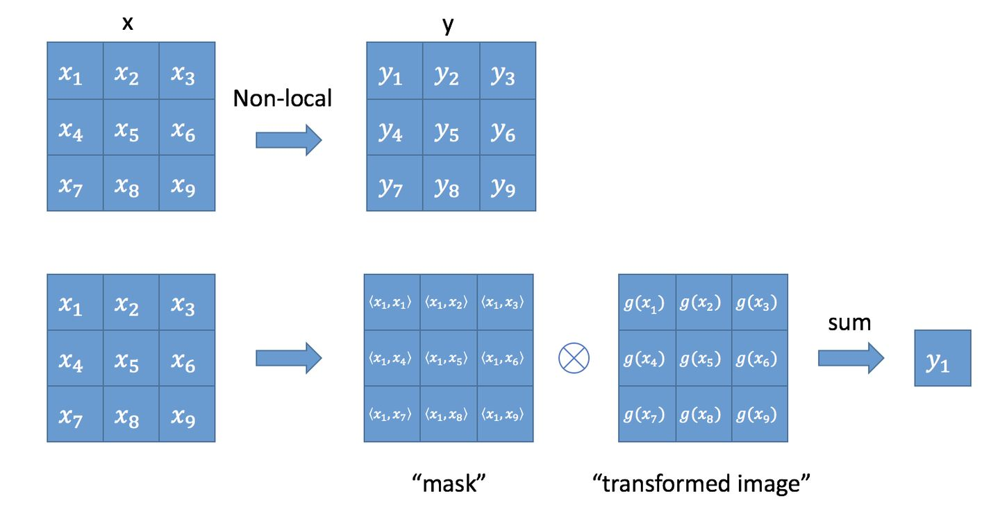 x y
x₁ x₂ x₃ y₁ y₂ y₃
Non-local
x₄ x₅ x₆ y₄ y₅ y₆
x₇ x₈ x₉ y₇ y₈ y₉
x₁ x₂ x₃ ⟨x₁, x₁⟩ ⟨x₁, x₂⟩ ⟨x₁, x₃⟩ g(x₁) g(x₂) g(x₃)
sum
x₄ x₅ x₆ ⟨x₁, x₄⟩ ⟨x₁, x₅⟩ ⟨x₁, x₆⟩ ⊗ g(x₄) g(x₅) g(x₆) y₁
x₇ x₈ x₉ ⟨x₁, x₇⟩ ⟨x₁, x₈⟩ ⟨x₁, x₉⟩ g(x₇) g(x₈) g(x₉)
“mask” “transformed image”